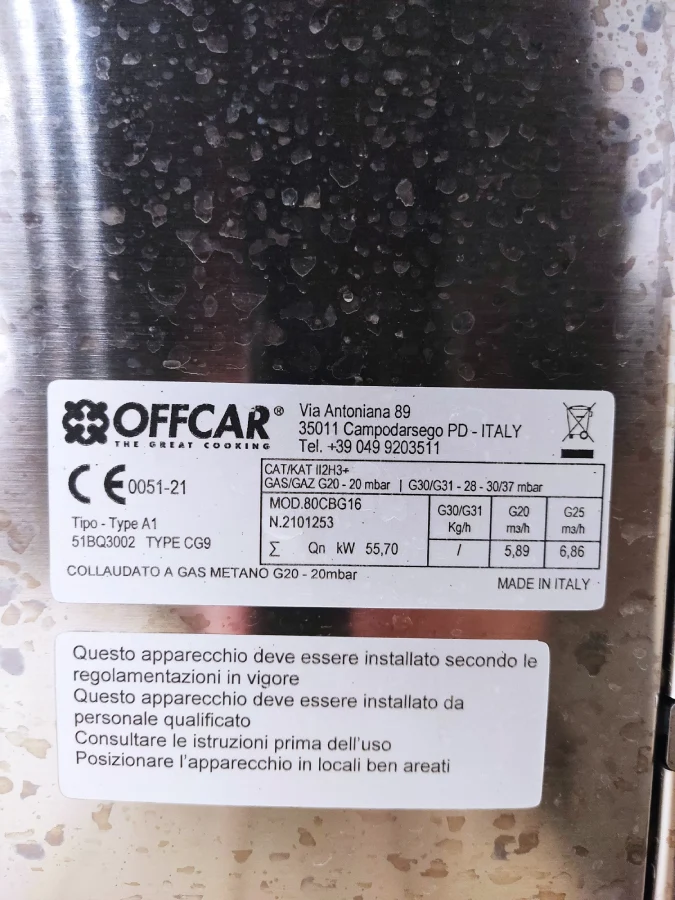 OFFCAR®
THE GREAT COOKING
Via Antoniana 89
35011 Campodarsego PD - ITALY
Tel. +39 049 9203511
CE 0051-21
Tipo - Type A1
51BQ3002 TYPE CG9
CAT/KAT II2H3+
GAS/GAZ G20 - 20 mbar | G30/G31 - 28 - 30/37 mbar
MOD.80CBG16
N.2101253
G30/G31 G20 G25
Kg/h m3/h m3/h
Σ Qn kW 55,70 / 5,89 6,86
COLLAUDATO A GAS METANO G20 - 20mbar
MADE IN ITALY
Questo apparecchio deve essere installato secondo le
regolamentazioni in vigore
Questo apparecchio deve essere installato da
personale qualificato
Consultare le istruzioni prima dell'uso
Posizionare l'apparecchio in locali ben areati